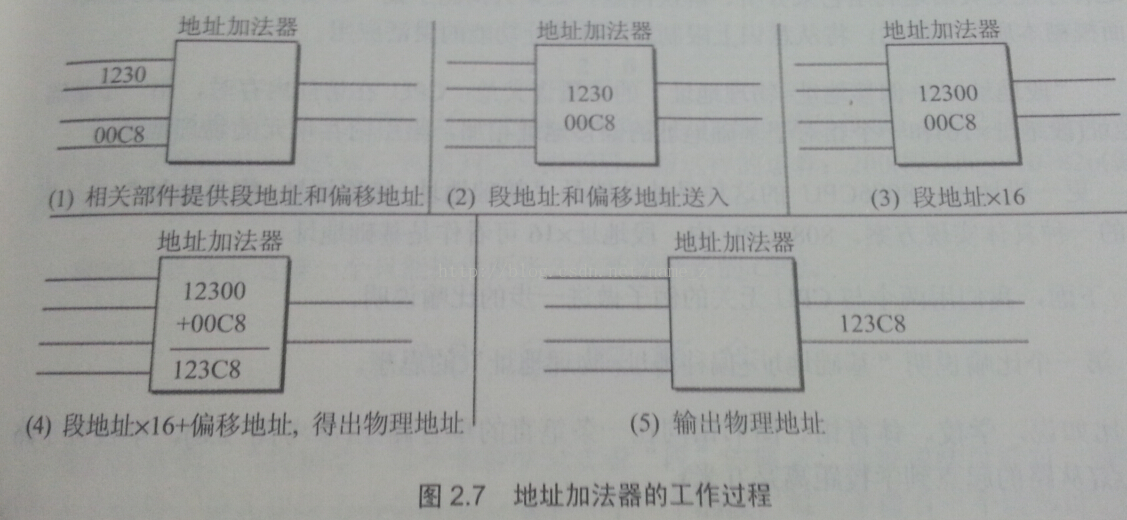 地址加法器
1230
00C8
(1) 相关部件提供段地址和偏移地址
地址加法器
1230
00C8
(2) 段地址和偏移地址送入
地址加法器
12300
00C8
(3) 段地址×16
地址加法器
12300
+00C8
123C8
(4) 段地址×16+偏移地址, 得出物理地址
地址加法器
123C8
(5) 输出物理地址
图 2.7 地址加法器的工作过程